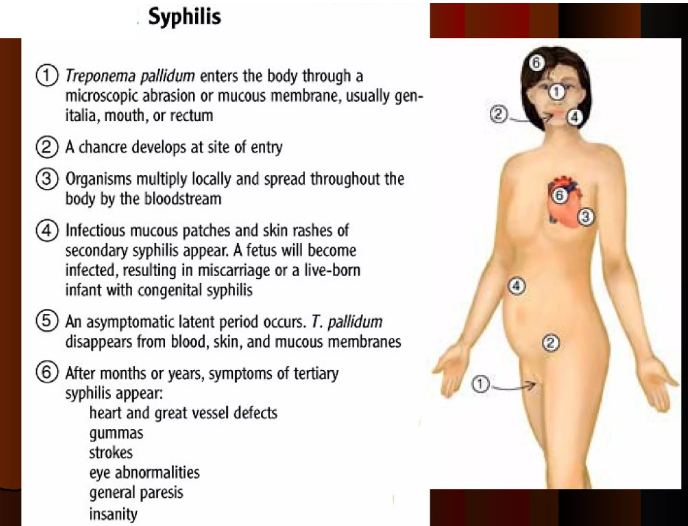 Syphilis
① Treponema pallidum enters the body through a
microscopic abrasion or mucous membrane, usually gen-
italia, mouth, or rectum
② A chancre develops at site of entry
③ Organisms multiply locally and spread throughout the
body by the bloodstream
④ Infectious mucous patches and skin rashes of
secondary syphilis appear. A fetus will become
infected, resulting in miscarriage or a live-born
infant with congenital syphilis
⑤ An asymptomatic latent period occurs. T. pallidum
disappears from blood, skin, and mucous membranes
⑥ After months or years, symptoms of tertiary
syphilis appear:
heart and great vessel defects
gummas
strokes
eye abnormalities
general paresis
insanity
⑥
①
②
④
⑥
③
④
②
①